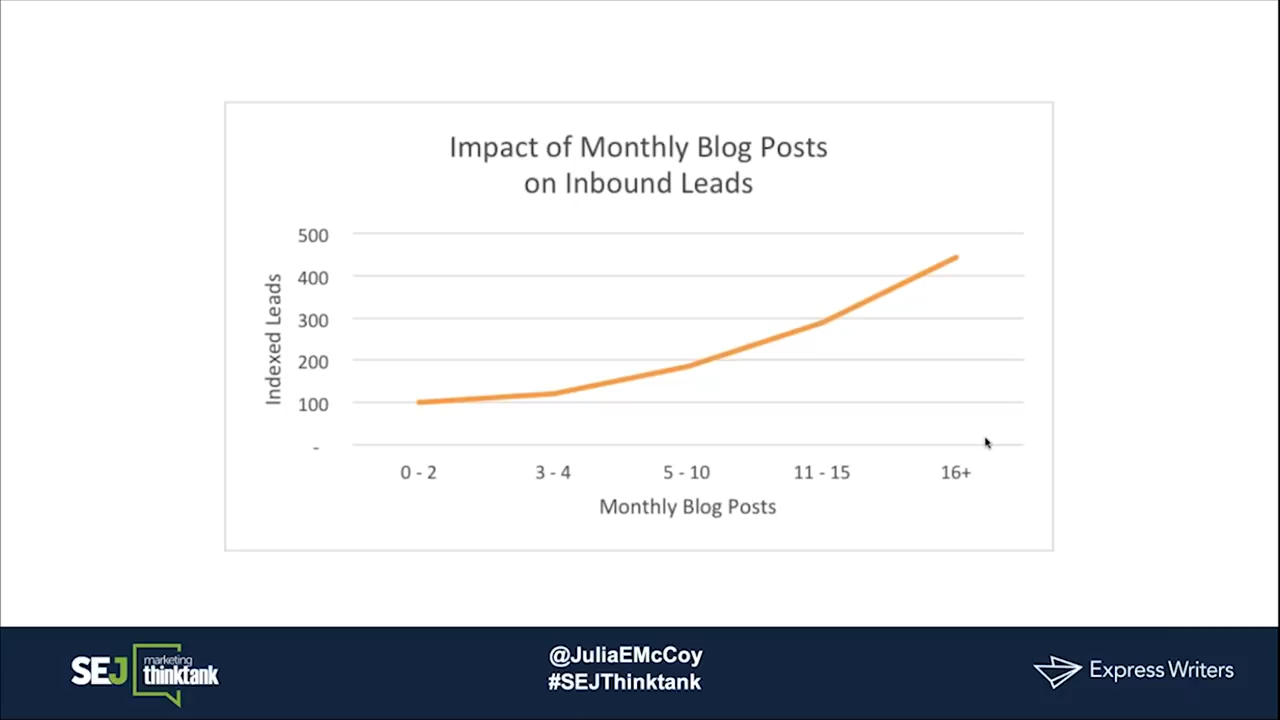 Impact of Monthly Blog Posts
on Inbound Leads
500
400
300
200
100
-
Indexed Leads
0 - 2
3 - 4
5 - 10
11 - 15
16+
Monthly Blog Posts
SEJ marketing
thinktank
@JuliaEMcCoy
#SEJThinktank
Express Writers